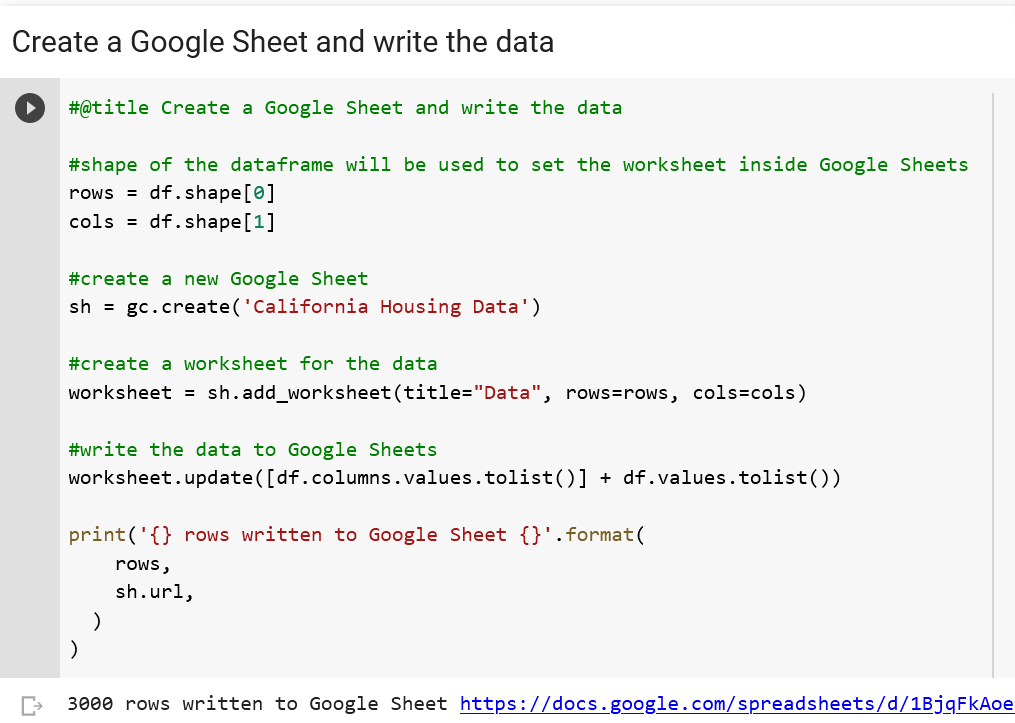 Create a Google Sheet and write the data
#@title Create a Google Sheet and write the data
#shape of the dataframe will be used to set the worksheet inside Google Sheets
rows = df.shape[0]
cols = df.shape[1]
#create a new Google Sheet
sh = gc.create('California Housing Data')
#create a worksheet for the data
worksheet = sh.add_worksheet(title="Data", rows=rows, cols=cols)
#write the data to Google Sheets
worksheet.update([df.columns.values.tolist()] + df.values.tolist())
print('{} rows written to Google Sheet {}'.format(
rows,
sh.url,
)
)
3000 rows written to Google Sheet https://docs.google.com/spreadsheets/d/1BjqFkAoe